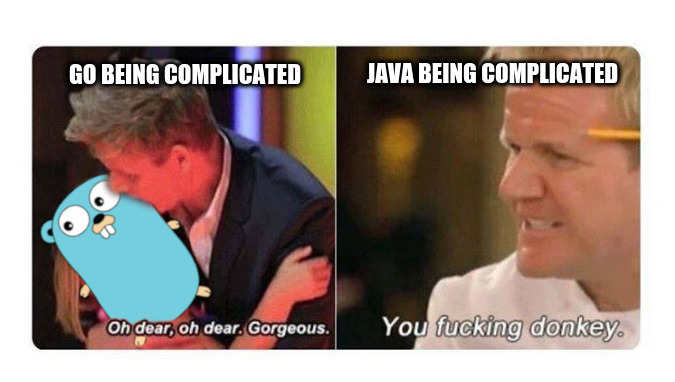 GO BEING COMPLICATED
JAVA BEING COMPLICATED
Oh dear, oh dear. Gorgeous.
You fucking donkey.